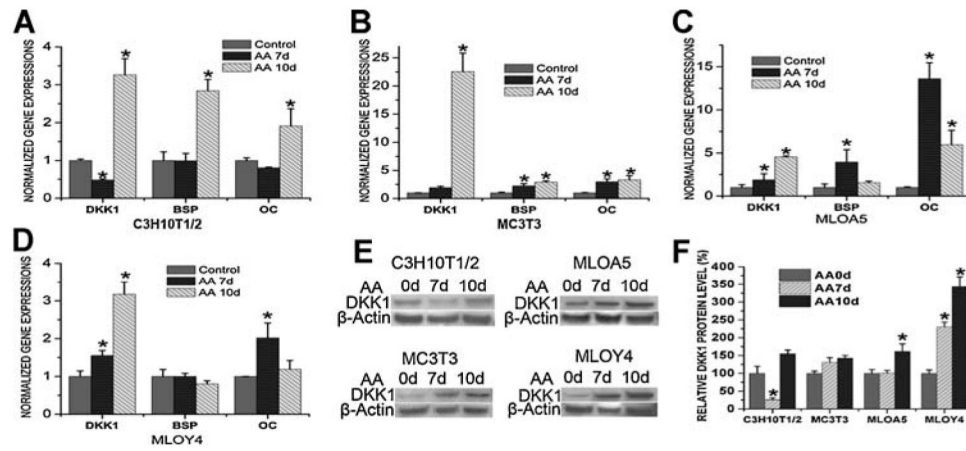 A
NORMALIZED GENE EXPRESSIONS
4
3
2
1
0
Control
AA 7d
AA 10d
*
*
*
*
DKK1 BSP OC
C3H10T1/2
B
NORMALIZED GENE EXPRESSIONS
25
20
15
10
5
0
Control
AA 7d
AA 10d
*
* *
* *
DKK1 BSP OC
MC3T3
C
NORMALIZED GENE EXPRESSIONS
15
10
5
0
Control
AA 7d
AA 10d
*
*
*
* *
DKK1 BSP OC
MLOA5
D
NORMALIZED GENE EXPRESSIONS
4
3
2
1
0
Control
AA 7d
AA 10d
*
*
*
DKK1 BSP OC
MLOY4
E
C3H10T1/2
AA 0d 7d 10d
DKK1
β-Actin
MLOA5
AA 0d 7d 10d
DKK1
β-Actin
MC3T3
AA 0d 7d 10d
DKK1
β-Actin
MLOY4
AA 0d 7d 10d
DKK1
β-Actin
F
RELATIVE DKK1 PROTEIN LEVEL (%)
400
350
300
250
200
150
100
50
25
0
AA0d
AA7d
AA10d
*
*
*
*
C3H10T1/2 MC3T3 MLOA5 MLOY4